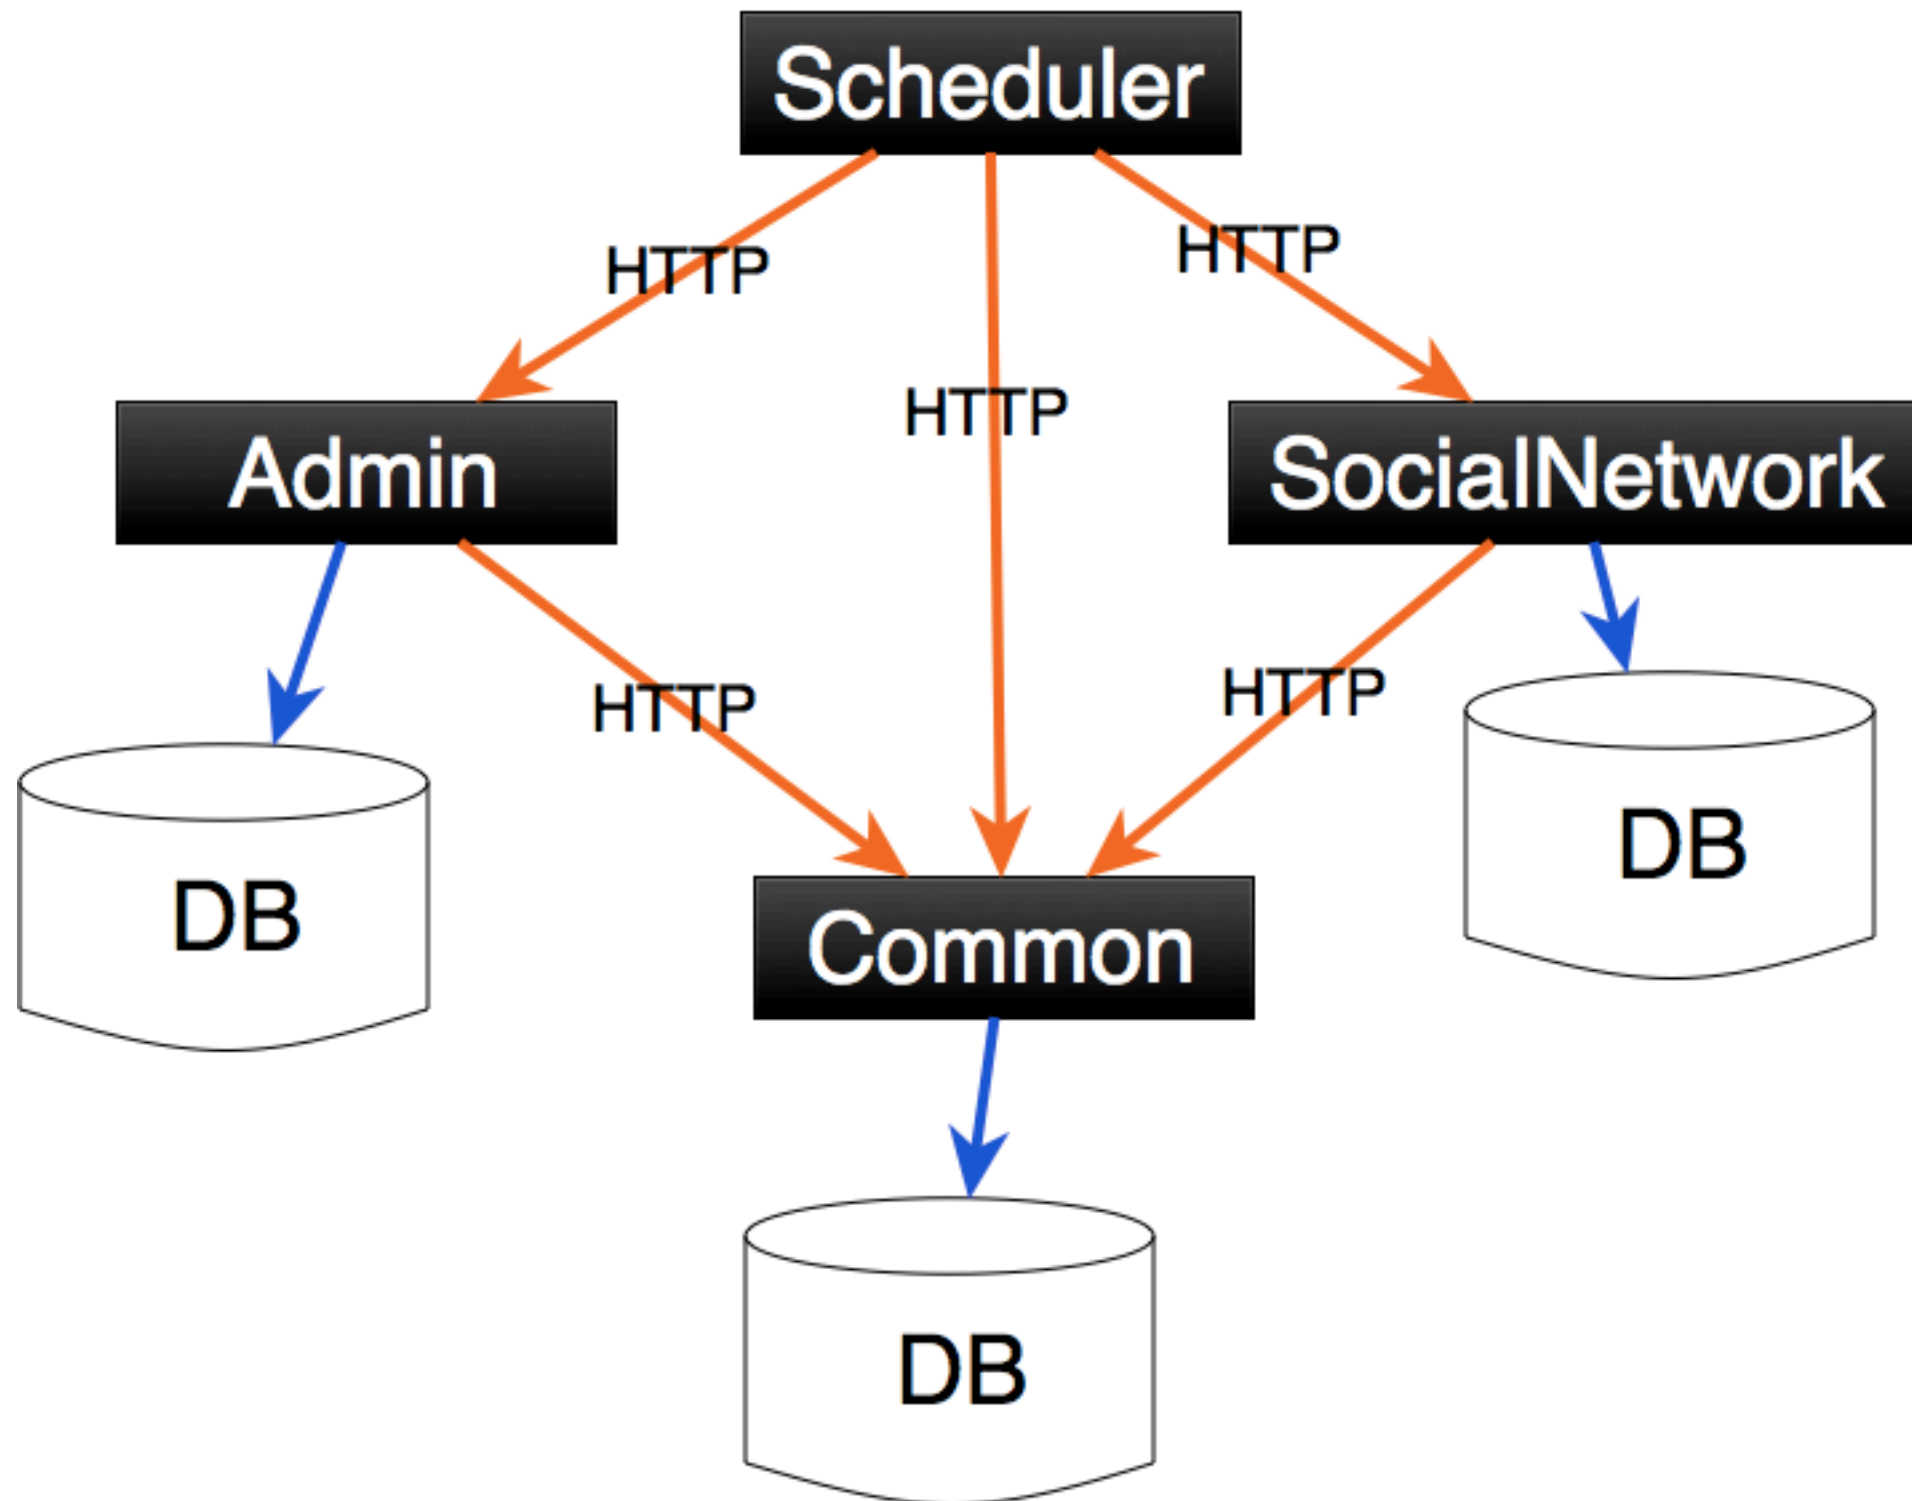 Scheduler
HTTP
HTTP
HTTP
Admin
SocialNetwork
HTTP
HTTP
DB
DB
Common
DB